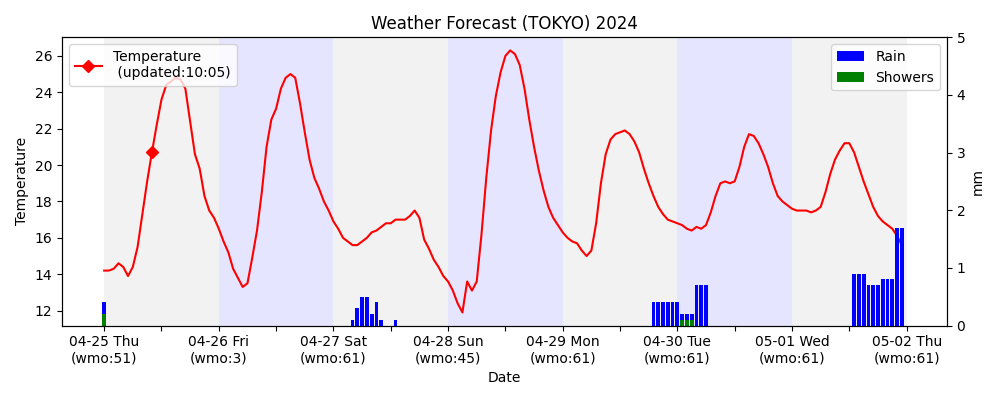 Weather Forecast (TOKYO) 2024
Temperature
(updated:10:05)
Rain
Showers
Temperature
26
24
22
20
18
16
14
12
5
4
3
2
1
0
mm
04-25 Thu
(wmo:51)
04-26 Fri
(wmo:3)
04-27 Sat
(wmo:61)
04-28 Sun
(wmo:45)
04-29 Mon
(wmo:61)
04-30 Tue
(wmo:61)
05-01 Wed
(wmo:61)
05-02 Thu
(wmo:61)
Date